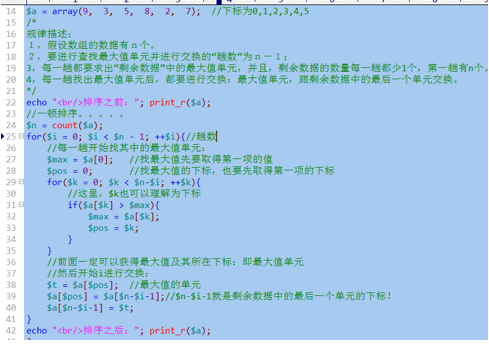 14 $a = array(9, 3, 5, 8, 2, 7); //下标为0,1,2,3,4,5
15 /*
16 规律描述:
17 1,假设数组的数据有n个。
18 2,要进行查找最大值单元并进行交换的“趟数”为n-1;
19 3,每一趟都要求出“剩余数据”中的最大值单元,并且,剩余数据的数量每一趟都少1个,第一趟有n个。
20 4,每一趟找出最大值单元后,都要进行交换:最大值单元,跟剩余数据中的最后一个单元交换。
21 */
22 echo "<br/>排序之前:"; print_r($a);
23 //一顿排序。。。。。
24 $n = count($a);
25 for($i = 0; $i < $n - 1; ++$i){//趟数
26 //每一趟开始找其中的最大值单元:
27 $max = $a[0]; //找最大值先要取得第一项的值
28 $pos = 0; //找最大值的下标,也要先取得第一项的下标
29 for($k = 0; $k < $n-$i; ++$k){
30 //这里,$k也可以理解为下标
31 if($a[$k] > $max){
32 $max = $a[$k];
33 $pos = $k;
34 }
35 }
36 //前面一定可以获得最大值及其所在下标:即最大值单元
37 //然后开始i进行交换:
38 $t = $a[$pos]; //最大值的单元
39 $a[$pos] = $a[$n-$i-1];//$n-$i-1就是剩余数据中的最后一个单元的下标!
40 $a[$n-$i-1] = $t;
41 }
42 echo "<br/>排序之后:"; print_r($a);